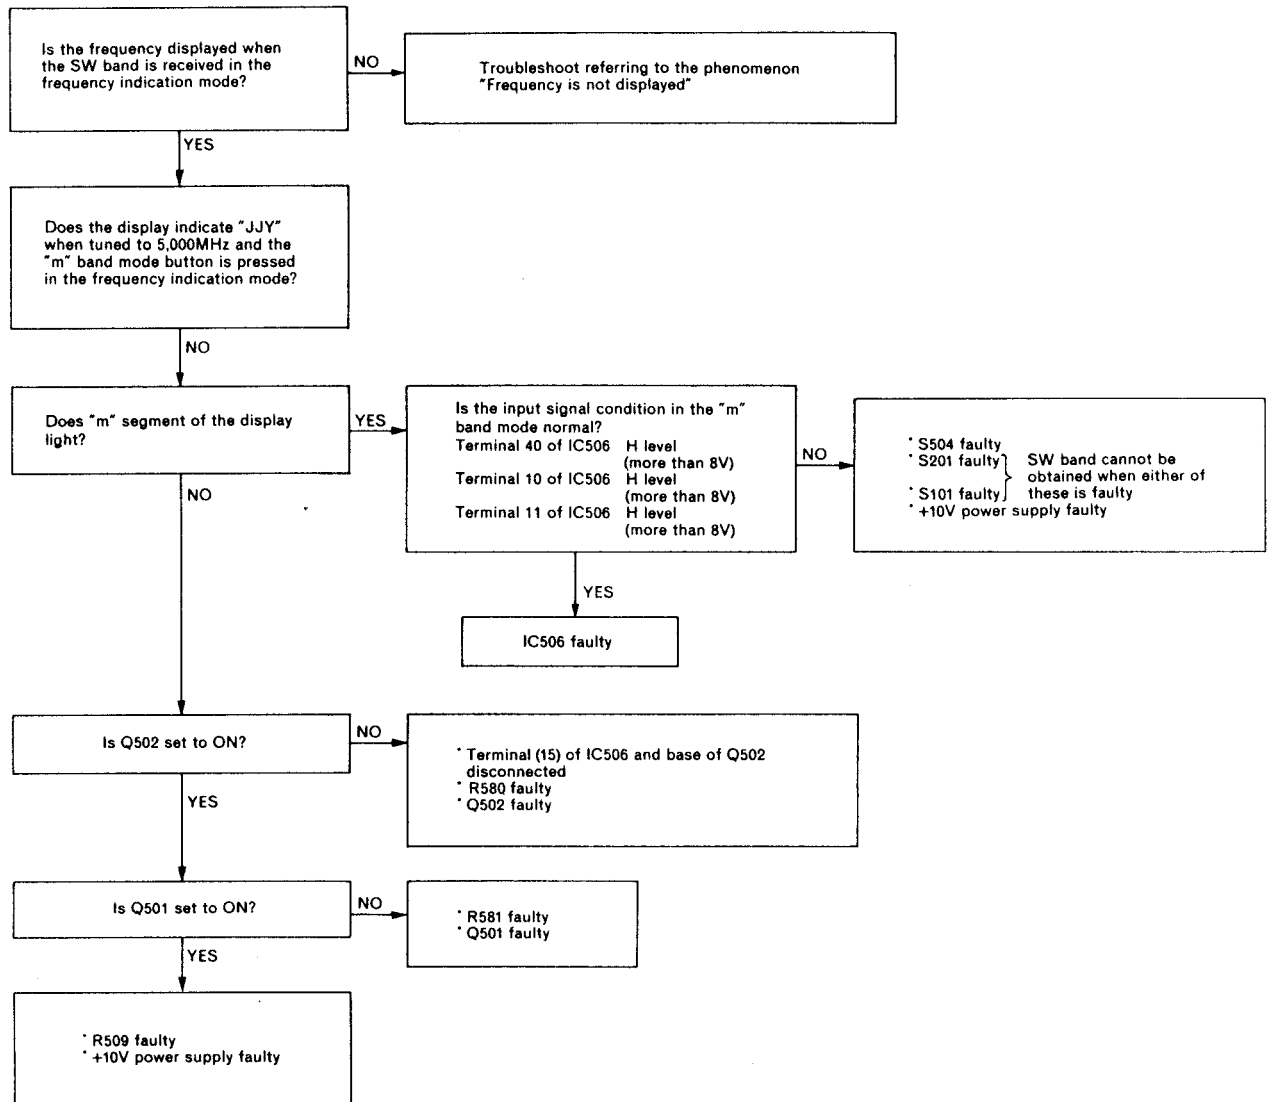 Is the frequency displayed when
the SW band is received in the
frequency indication mode?
NO
Troubleshoot referring to the phenomenon
"Frequency is not displayed"
YES
Does the display indicate "JJY"
when tuned to 5,000MHz and the
"m" band mode button is pressed
in the frequency indication mode?
NO
Does "m" segment of the display
light?
YES
Is the input signal condition in the "m"
band mode normal?
Terminal 40 of IC506 H level
(more than 8V)
Terminal 10 of IC506 H level
(more than 8V)
Terminal 11 of IC506 H level
(more than 8V)
NO
• S504 faulty
• S201 faulty
• S101 faulty
SW band cannot be
obtained when either of
these is faulty
• +10V power supply faulty
YES
IC506 faulty
NO
Is Q502 set to ON?
NO
• Terminal (15) of IC506 and base of Q502
disconnected
• R580 faulty
• Q502 faulty
YES
Is Q501 set to ON?
NO
• R581 faulty
• Q501 faulty
YES
• R509 faulty
• +10V power supply faulty